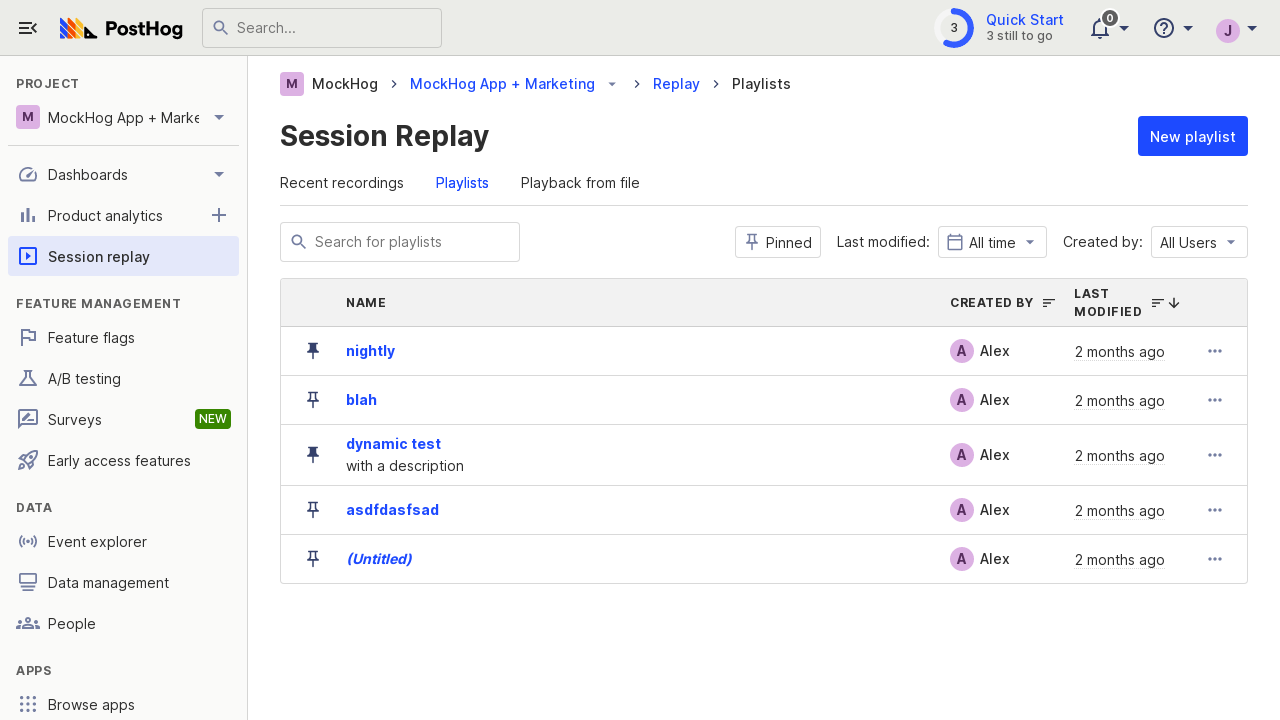 PostHog
Search...
3
Quick Start
3 still to go
0
J
PROJECT
M
MockHog App + Marke
Dashboards
Product analytics
Session replay
FEATURE MANAGEMENT
Feature flags
A/B testing
Surveys
NEW
Early access features
DATA
Event explorer
Data management
People
APPS
Browse apps
M
MockHog
MockHog App + Marketing
Replay
Playlists
Session Replay
New playlist
Recent recordings
Playlists
Playback from file
Search for playlists
Pinned
Last modified:
All time
Created by:
All Users
NAME
CREATED BY
LAST
MODIFIED
nightly
A
Alex
2 months ago
blah
A
Alex
2 months ago
dynamic test
with a description
A
Alex
2 months ago
asdfdasfsad
A
Alex
2 months ago
(Untitled)
A
Alex
2 months ago